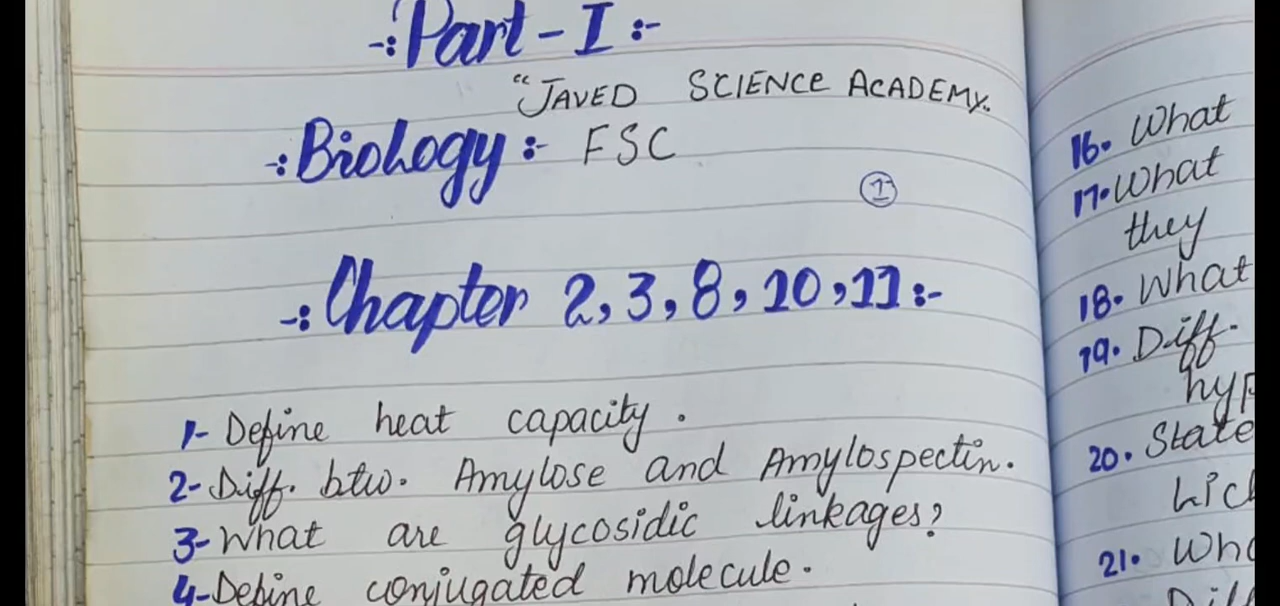 -: Part - I :-
"JAVED SCIENCE ACADEMY.
-: Biology :- FSC
1
-: Chapter 2, 3, 8, 10, 11 :-
1- Define heat capacity.
2- Diff. btw. Amylose and Amylospectin.
3- What are glycosidic linkages?
4- Define conjugated molecule.
16. What
17. What
they
18. What
19. Diff.
hyp
20. State
21.